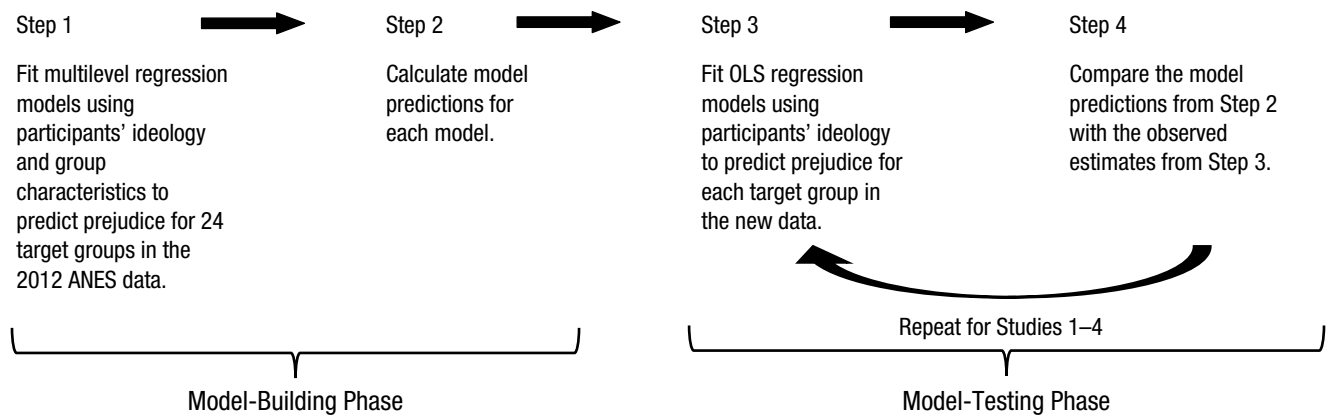 Step 1
Fit multilevel regression
models using
participants’ ideology
and group
characteristics to
predict prejudice for 24
target groups in the
2012 ANES data.
Step 2
Calculate model
predictions for
each model.
Model-Building Phase
Step 3
Fit OLS regression
models using
participants’ ideology
to predict prejudice for
each target group in
the new data.
Step 4
Compare the model
predictions from Step 2
with the observed
estimates from Step 3.
Repeat for Studies 1–4
Model-Testing Phase